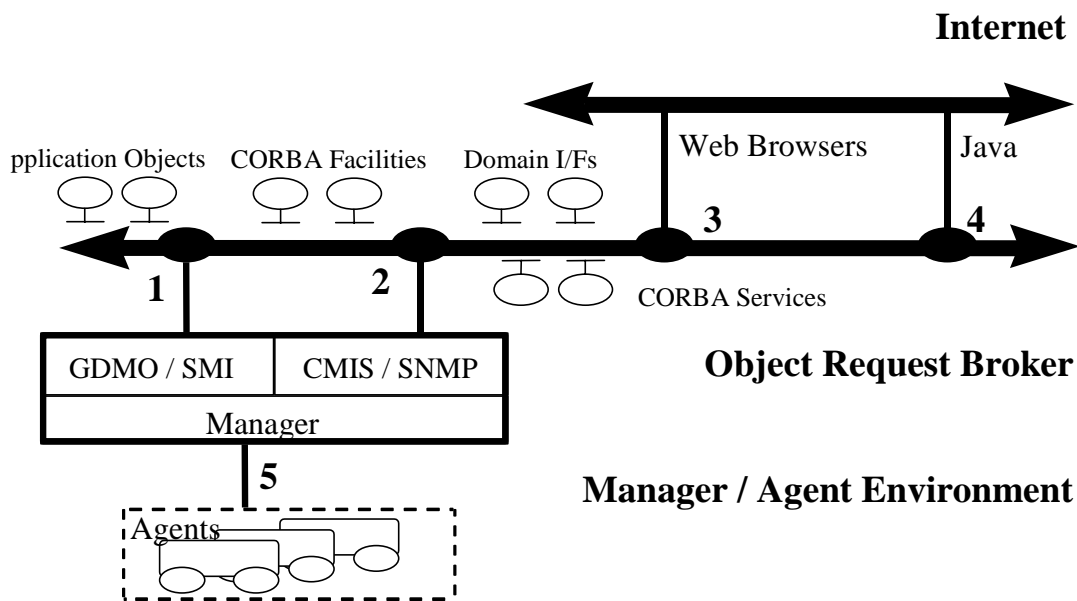 Internet
Web Browsers
Java
pplication Objects
CORBA Facilities
Domain I/Fs
3
4
1
2
CORBA Services
GDMO / SMI
CMIS / SNMP
Object Request Broker
Manager
5
Manager / Agent Environment
Agents